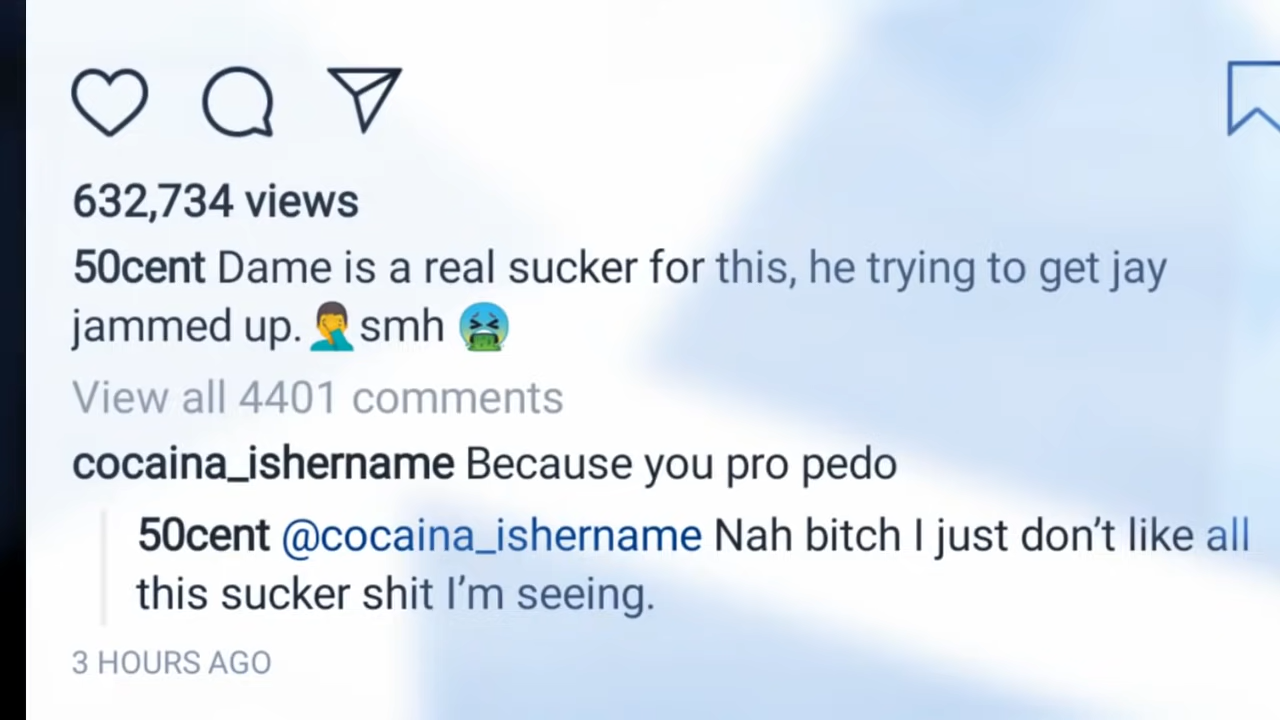 632,734 views
50cent Dame is a real sucker for this, he trying to get jay
jammed up.🤦‍♂️smh 🤮
View all 4401 comments
cocaina_ishername Because you pro pedo
50cent @cocaina_ishername Nah bitch I just don’t like all
this sucker shit I’m seeing.
3 HOURS AGO